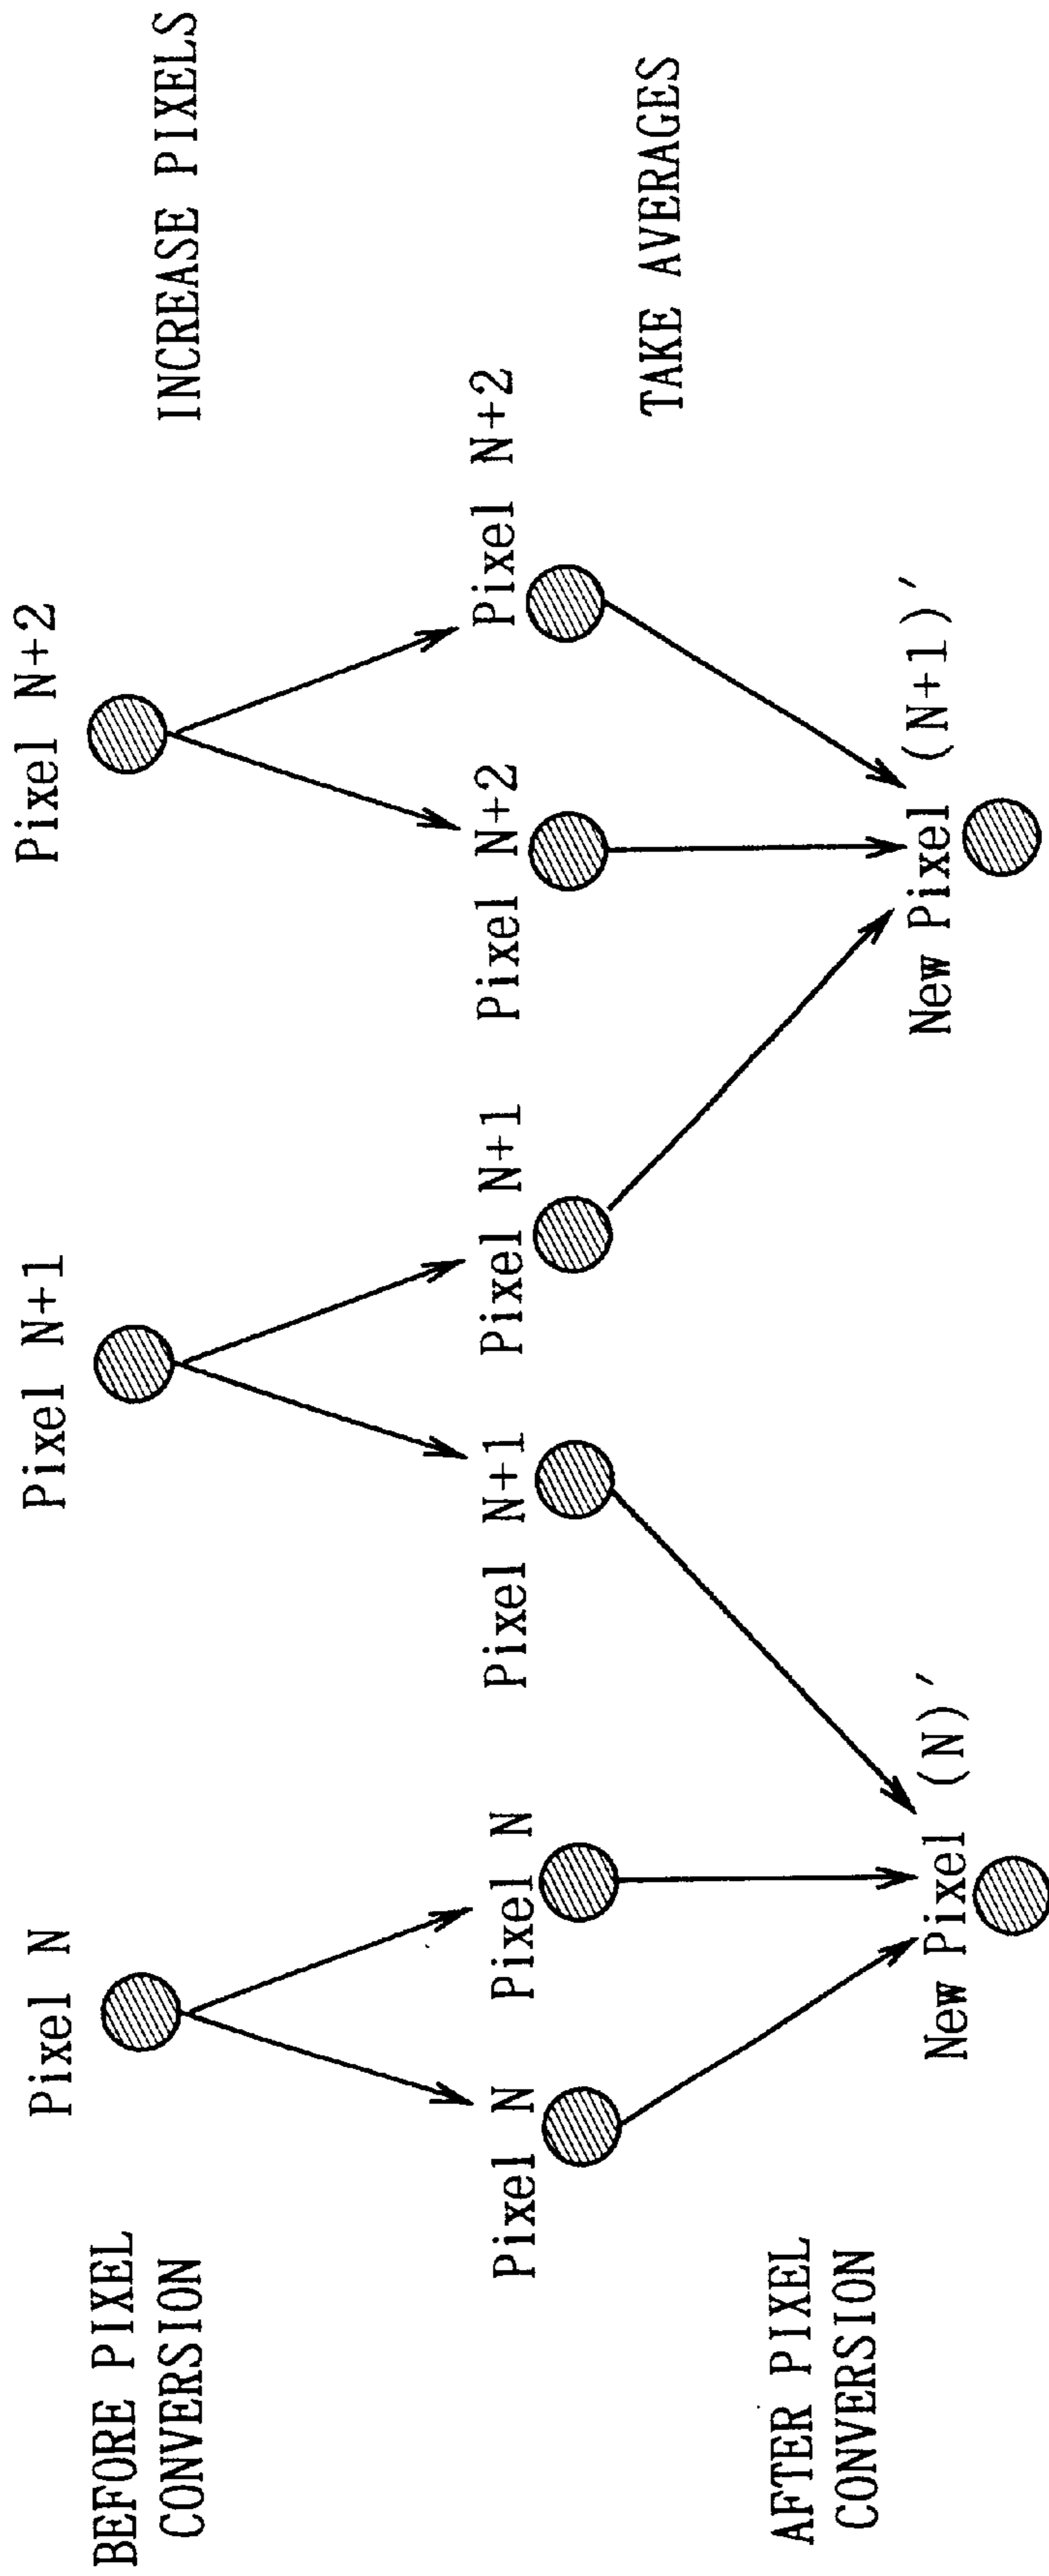 Pixel N
Pixel N+1
Pixel N+2
BEFORE PIXEL
CONVERSION
INCREASE PIXELS
Pixel N
Pixel N
Pixel N+1
Pixel N+1
Pixel N+2
Pixel N+2
TAKE AVERAGES
AFTER PIXEL
CONVERSION
New Pixel (N)′
New Pixel (N+1)′